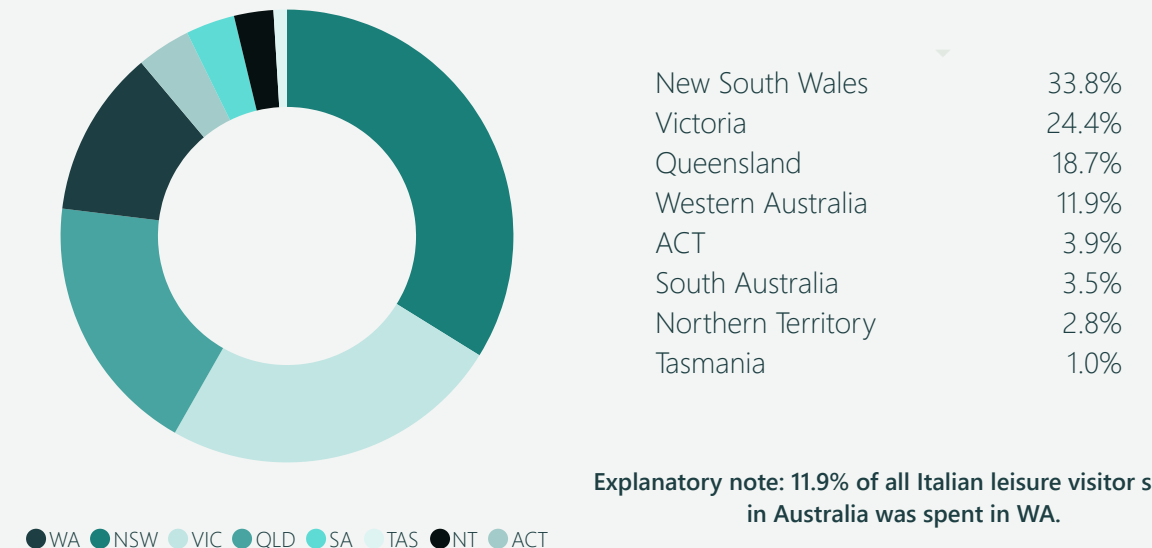 New South Wales 33.8%
Victoria 24.4%
Queensland 18.7%
Western Australia 11.9%
ACT 3.9%
South Australia 3.5%
Northern Territory 2.8%
Tasmania 1.0%
Explanatory note: 11.9% of all Italian leisure visitor
in Australia was spent in WA.
WA NSW VIC QLD SA TAS NT ACT